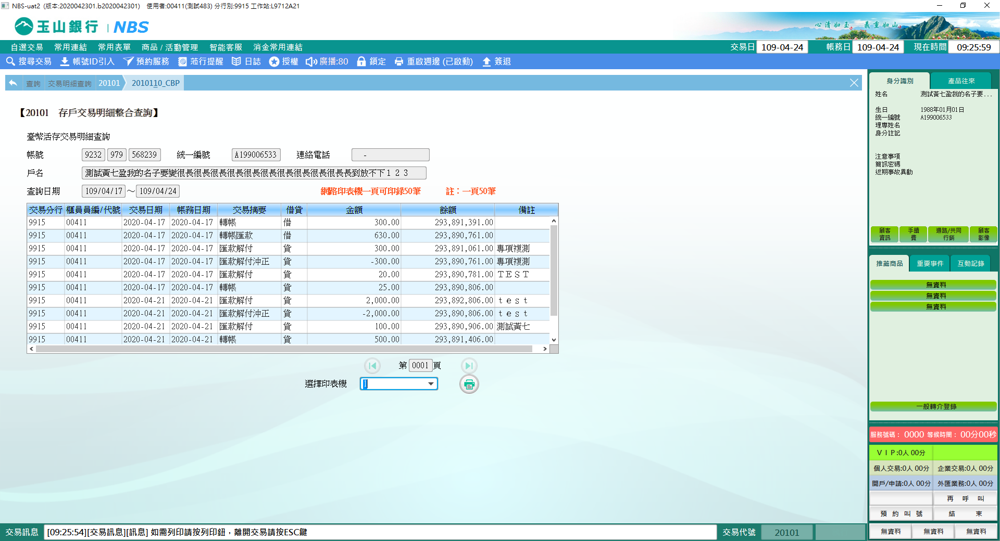 NBS-uat2 (版本:2020042301.b2020042301) 使用者:00411(測試483) 分行別:9915 工作站:L9712A21
玉山銀行 | NBS
心清如玉。 義重如山。
自選交易 常用連結 常用表單 商品 / 活動管理 智能客服 消金常用連結
交易日 109-04-24 帳務日 109-04-24 現在時間 09:25:59
搜尋交易 帳號ID引入 預約服務 蒞行提醒 日誌 授權 廣播:80 鎖定 重啟週邊 (已啟動) 簽退
查詢 交易明細查詢 20101 2010110_CBP
【20101 存戶交易明細整合查詢】
臺幣活存交易明細查詢
帳號 9232 979 568239 統一編號 A199006533 連絡電話 -
戶名 測試黃七盈我的名子要變很長很長很長很長很長很長很長很長很長很長長到放不下１２３
查詢日期 109/04/17 ～ 109/04/24 網路印表機一頁可印錄50筆 註：一頁50筆
交易分行 櫃員員編/代號 交易日期 帳務日期 交易摘要 借貸 金額 餘額 備註
9915 00411 2020-04-17 2020-04-17 轉帳 借 300.00 293,891,391.00
9915 00411 2020-04-17 2020-04-17 轉帳匯款 借 630.00 293,890,761.00
9915 00411 2020-04-17 2020-04-17 匯款解付 貸 300.00 293,891,061.00 專項複測
9915 00411 2020-04-17 2020-04-17 匯款解付沖正 貸 -300.00 293,890,761.00 專項複測
9915 00411 2020-04-17 2020-04-17 匯款解付 貸 20.00 293,890,781.00 ＴＥＳＴ
9915 00411 2020-04-17 2020-04-17 轉帳 貸 25.00 293,890,806.00
9915 00411 2020-04-21 2020-04-21 匯款解付 貸 2,000.00 293,892,806.00 ｔｅｓｔ
9915 00411 2020-04-21 2020-04-21 匯款解付沖正 貸 -2,000.00 293,890,806.00 ｔｅｓｔ
9915 00411 2020-04-21 2020-04-21 匯款解付 貸 100.00 293,890,906.00 測試黃七
9915 00411 2020-04-21 2020-04-21 轉帳 貸 500.00 293,891,406.00
第 0001 頁
選擇印表機 1
身分識別 產品往來
姓名 測試黃七盈我的名子要...
生日 1988年01月01日
統一編號 A199006533
理專姓名
身分註記
注意事項
簡訊密碼
近期事故異動
顧客資訊 手續費 通路/共同行銷 顧客影像
推薦商品 重要事件 互動記錄
無資料
無資料
無資料
一般轉介登錄
服務號碼： 0000 等候時間： 00分00秒
ＶＩＰ:0人 00分
個人交易:0人 00分 企業交易:0人 00分
開戶/申請:0人 00分 外匯業務:0人 00分
再 呼 叫
預 約 叫 號 結 束
無資料 無資料 無資料
交易訊息 [09:25:54][交易訊息][訊息] 如需列印請按列印鈕，離開交易請按ESC鍵 交易代號 20101